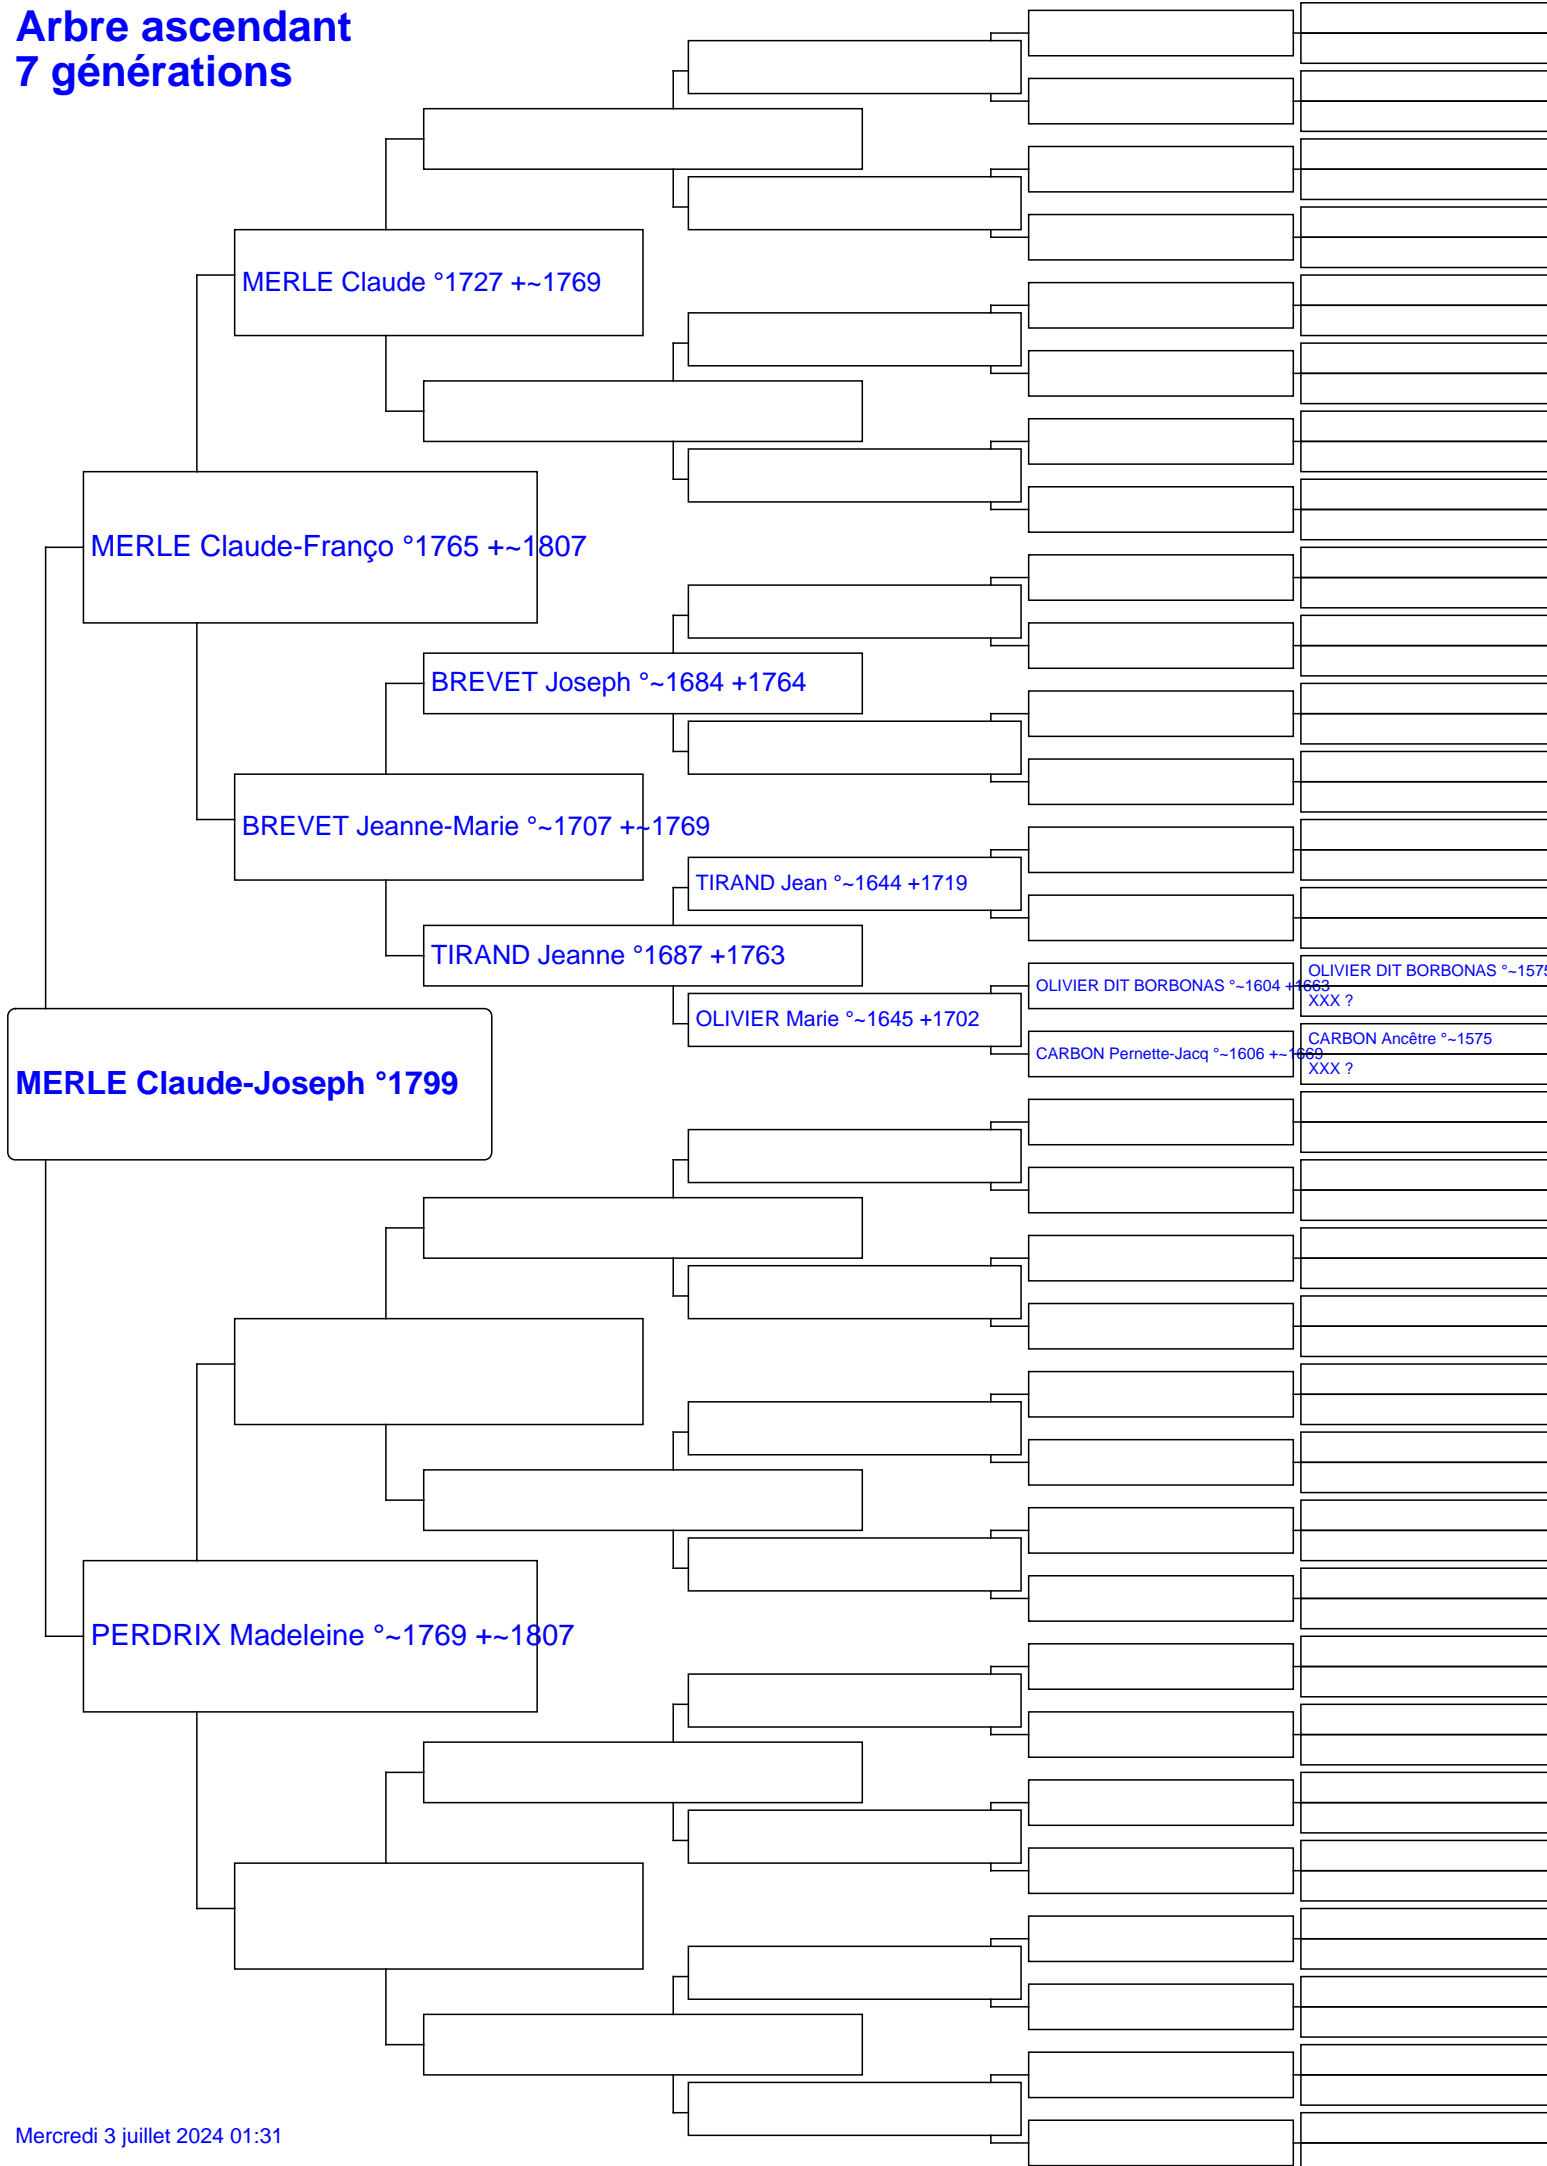 Arbre ascendant
7 générations
MERLE Claude °1727 +~1769
MERLE Claude-Franço °1765 +~1807
BREVET Joseph °~1684 +1764
BREVET Jeanne-Marie °~1707 +~1769
TIRAND Jean °~1644 +1719
TIRAND Jeanne °1687 +1763
OLIVIER DIT BORBONAS °~1575
OLIVIER DIT BORBONAS °~1604 +1663
XXX ?
OLIVIER Marie °~1645 +1702
CARBON Ancêtre °~1575
CARBON Pernette-Jacq °~1606 +~1669
XXX ?
MERLE Claude-Joseph °1799
PERDRIX Madeleine °~1769 +~1807
Mercredi 3 juillet 2024 01:31